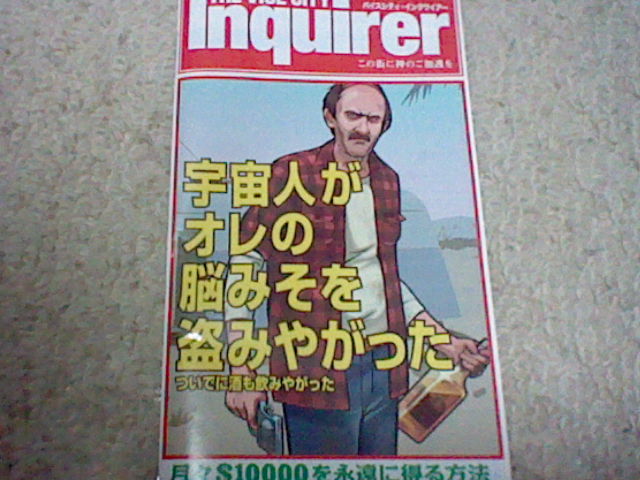 THE VICE CITY
Inquirer
バイスシティ・インクワイアー
この街に神のご加護を
宇宙人が
オレの
脳みそを
盗みやがった
ついでに酒も飲みやがった
月々$10000を永遠に得る方法